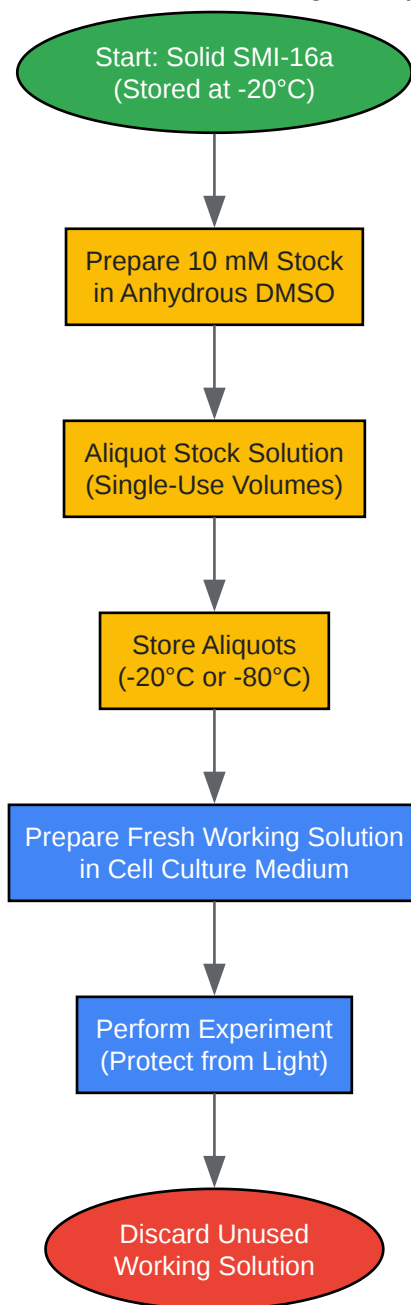 Start: Solid SMI-16a
(Stored at -20°C)
Prepare 10 mM Stock
in Anhydrous DMSO
Aliquot Stock Solution
(Single-Use Volumes)
Store Aliquots
(-20°C or -80°C)
Prepare Fresh Working Solution
in Cell Culture Medium
Perform Experiment
(Protect from Light)
Discard Unused
Working Solution